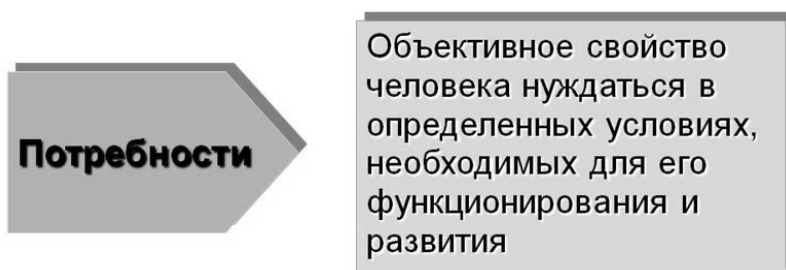 Потребности
Объективное свойство
человека нуждаться в
определенных условиях,
необходимых для его
функционирования и
развития